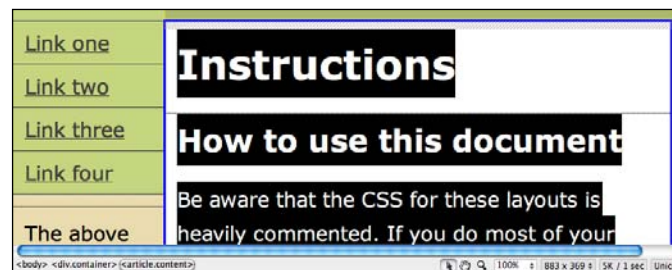 Link one
Link two
Link three
Link four
The above
Instructions
How to use this document
Be aware that the CSS for these layouts is
heavily commented. If you do most of your
<body> <div.container> <article.content>
100% 883 x 369 5K / 1 sec Unic